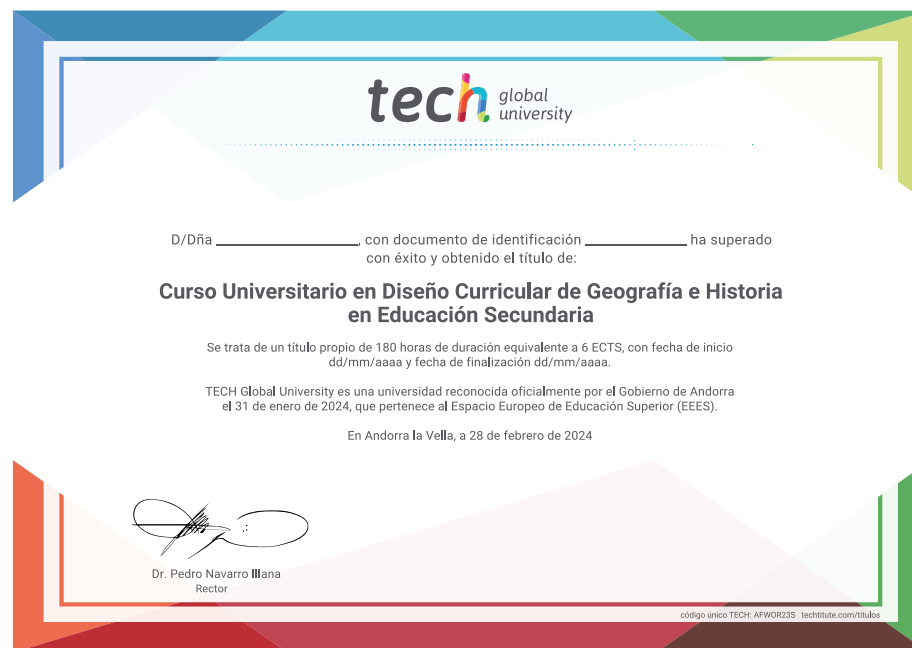 tech global university
D/Dña ____________________, con documento de identificación ______________ ha superado
con éxito y obtenido el título de:
Curso Universitario en Diseño Curricular de Geografía e Historia
en Educación Secundaria
Se trata de un título propio de 180 horas de duración equivalente a 6 ECTS, con fecha de inicio
dd/mm/aaaa y fecha de finalización dd/mm/aaaa.
TECH Global University es una universidad reconocida oficialmente por el Gobierno de Andorra
el 31 de enero de 2024, que pertenece al Espacio Europeo de Educación Superior (EEES).
En Andorra la Vella, a 28 de febrero de 2024
Dr. Pedro Navarro Illana
Rector
código único TECH: AFWOR23S techtitute.com/titulos